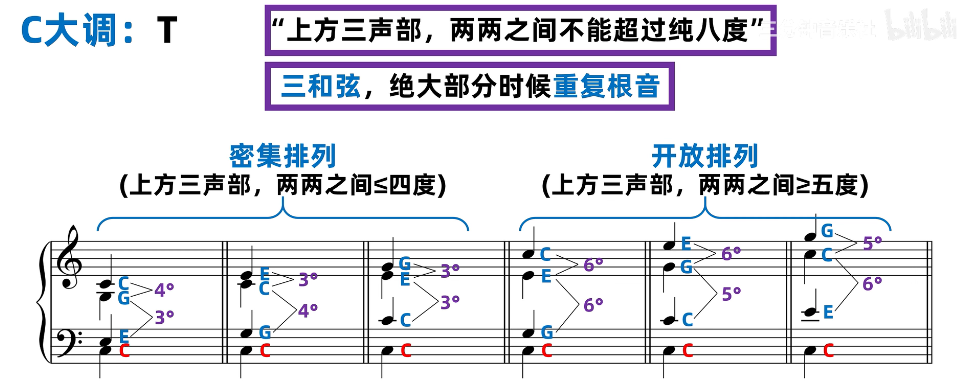 C大调：T
“上方三声部，两两之间不能超过纯八度”
bilibili
三和弦，绝大部分时候重复根音
密集排列
(上方三声部，两两之间≤四度)
开放排列
(上方三声部，两两之间≥五度)
C G 4° 3° E C
E C 3° 4° G C
G E 3° 3° C C
C E 6° 6° G C
E G 6° 5° C C
G C 5° 6° E C